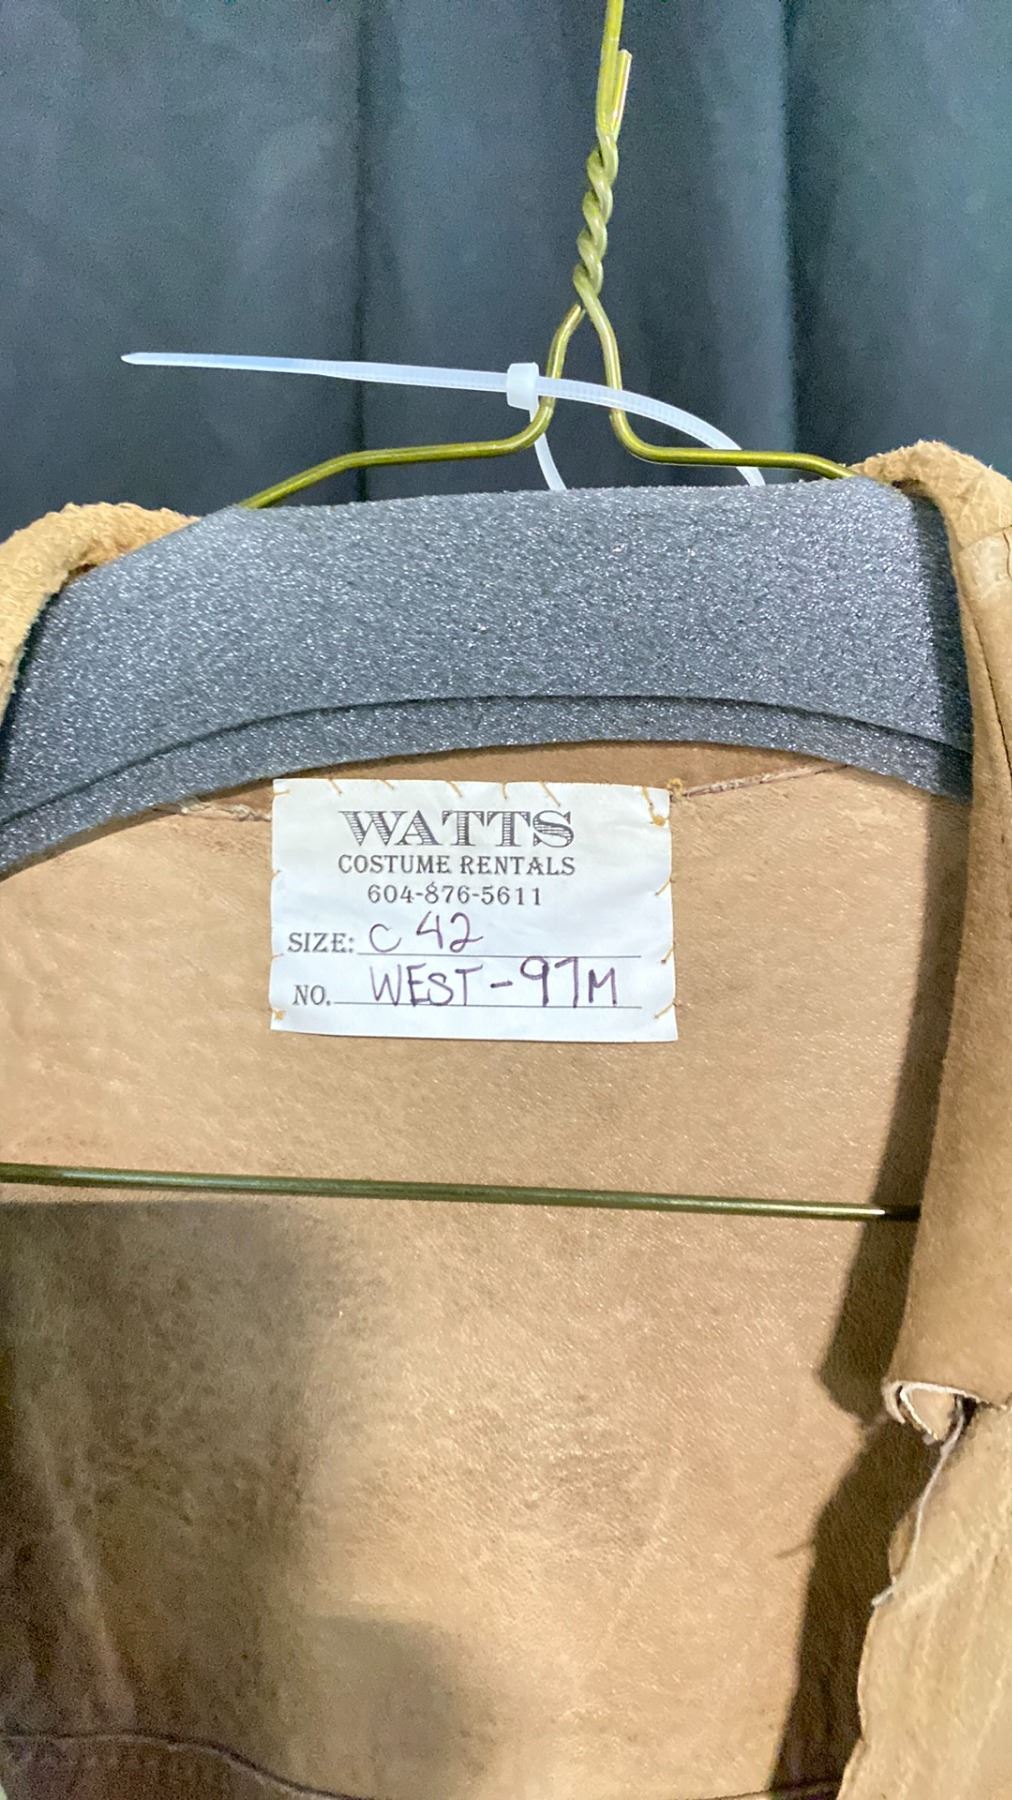 WATTS
COSTUME RENTALS
604-876-5611
SIZE: C 42
NO. WEST-97M